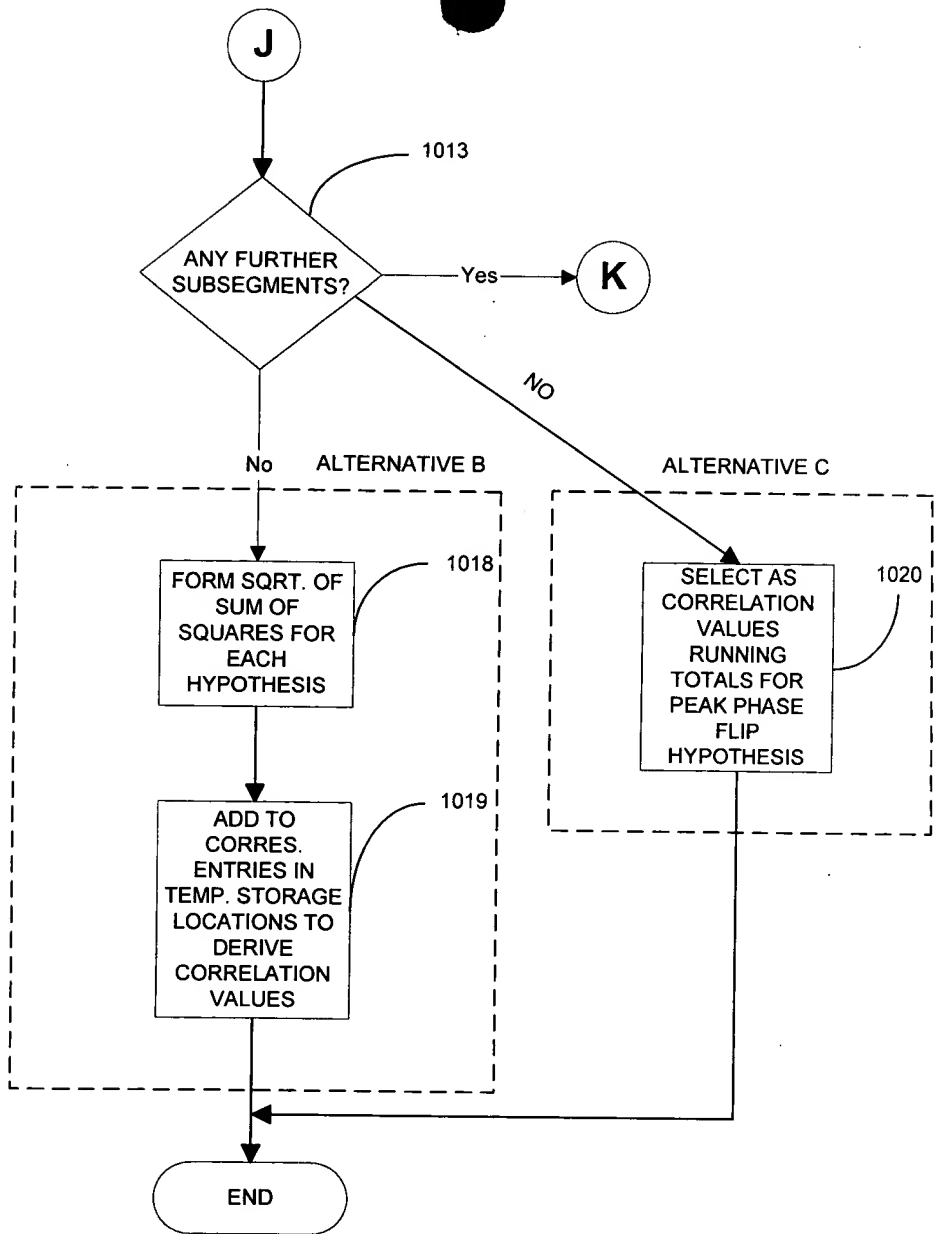 J
1013
ANY FURTHER
SUBSEGMENTS?
Yes
K
NO
No
ALTERNATIVE B
ALTERNATIVE C
FORM SQRT. OF
SUM OF
SQUARES FOR
EACH
HYPOTHESIS
1018
SELECT AS
CORRELATION
VALUES
RUNNING
TOTALS FOR
PEAK PHASE
FLIP
HYPOTHESIS
1020
ADD TO
CORRES.
ENTRIES IN
TEMP. STORAGE
LOCATIONS TO
DERIVE
CORRELATION
VALUES
1019
END